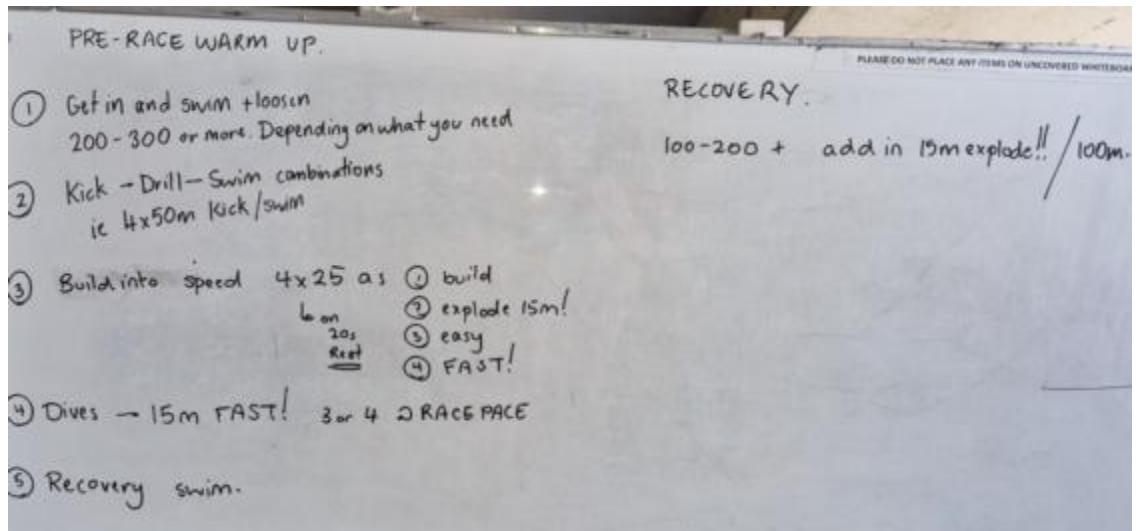 PRE-RACE WARM UP.
① Get in and swim + loosen
200-300 or more. Depending on what you need
② Kick - Drill - Swim combinations
ie 4x50m Kick/swim
③ Build into speed 4x25 as ① build
↳ on ② explode 15m!
20s ③ easy
Rest ④ FAST!
④ Dives → 15m FAST! 3 or 4 RACE PACE
⑤ Recovery swim.
PLEASE DO NOT PLACE ANY ITEMS ON UNCOVERED WHITEBOAR
RECOVERY.
100-200 + add in 15m explode!! / 100m.